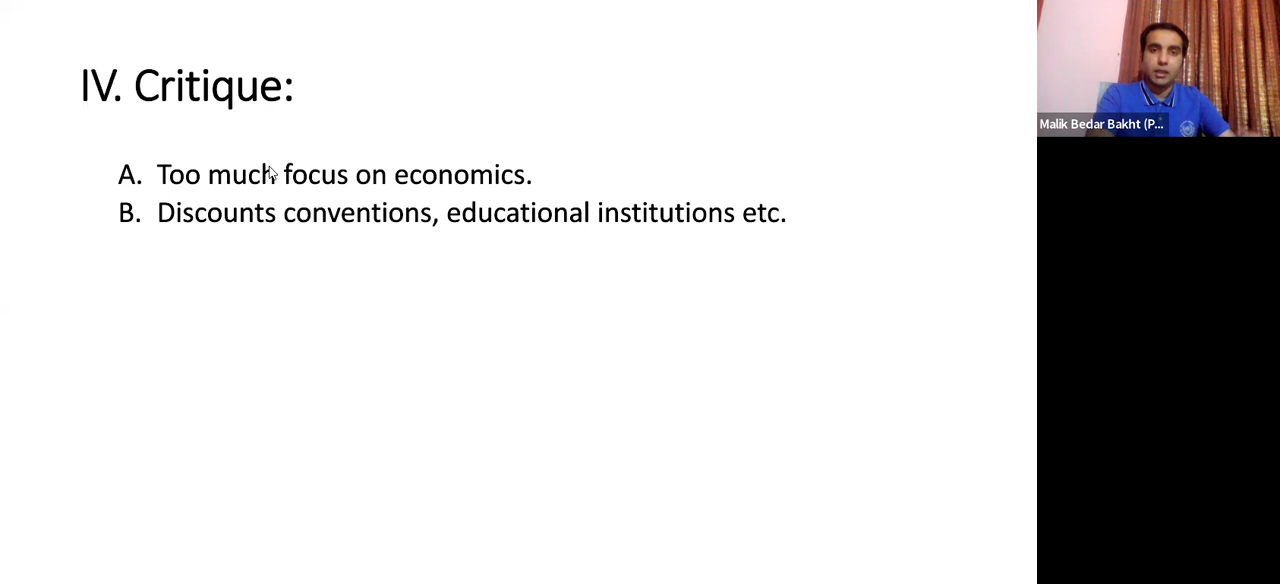 IV. Critique:
A. Too much focus on economics.
B. Discounts conventions, educational institutions etc.
Malik Bedar Bakht (P...